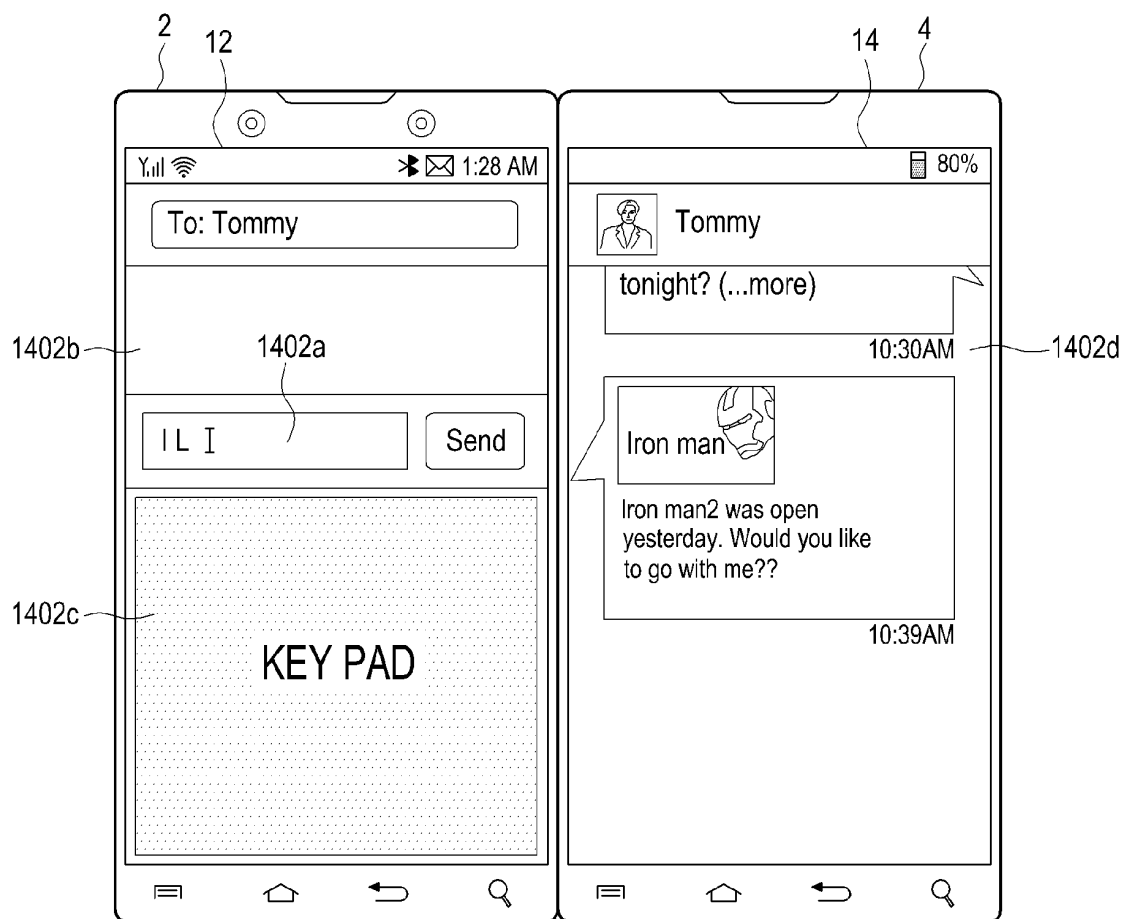 2
12
14
4
1:28 AM
80%
To: Tommy
Tommy
tonight? (...more)
10:30AM
1402b
1402a
1402d
I L
Send
Iron man
Iron man2 was open
yesterday. Would you like
to go with me??
10:39AM
1402c
KEY PAD